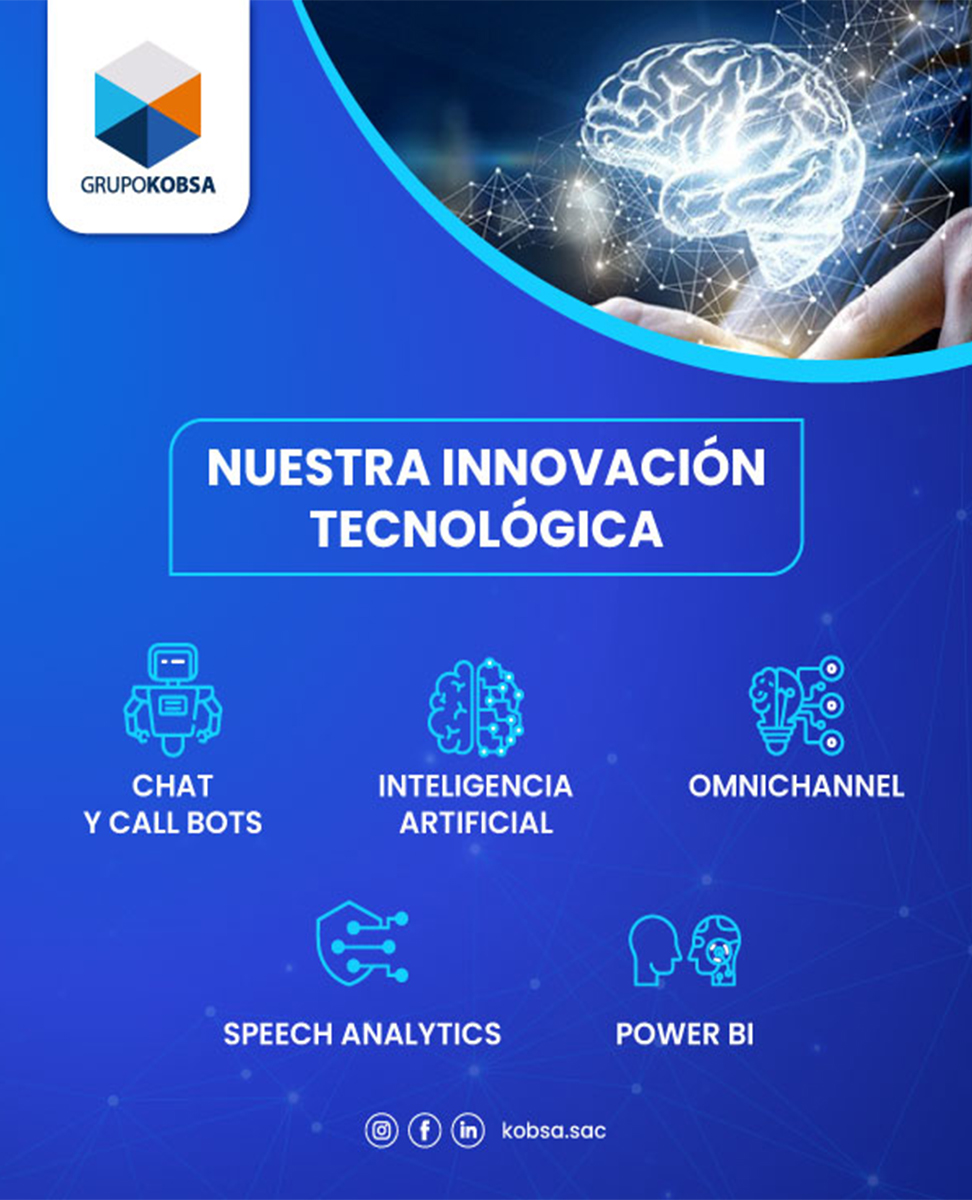 GRUPOKOBSA
NUESTRA INNOVACIÓN
TECNOLÓGICA
CHAT
Y CALL BOTS
INTELIGENCIA
ARTIFICIAL
OMNICHANNEL
SPEECH ANALYTICS
POWER BI
kobsa.sac